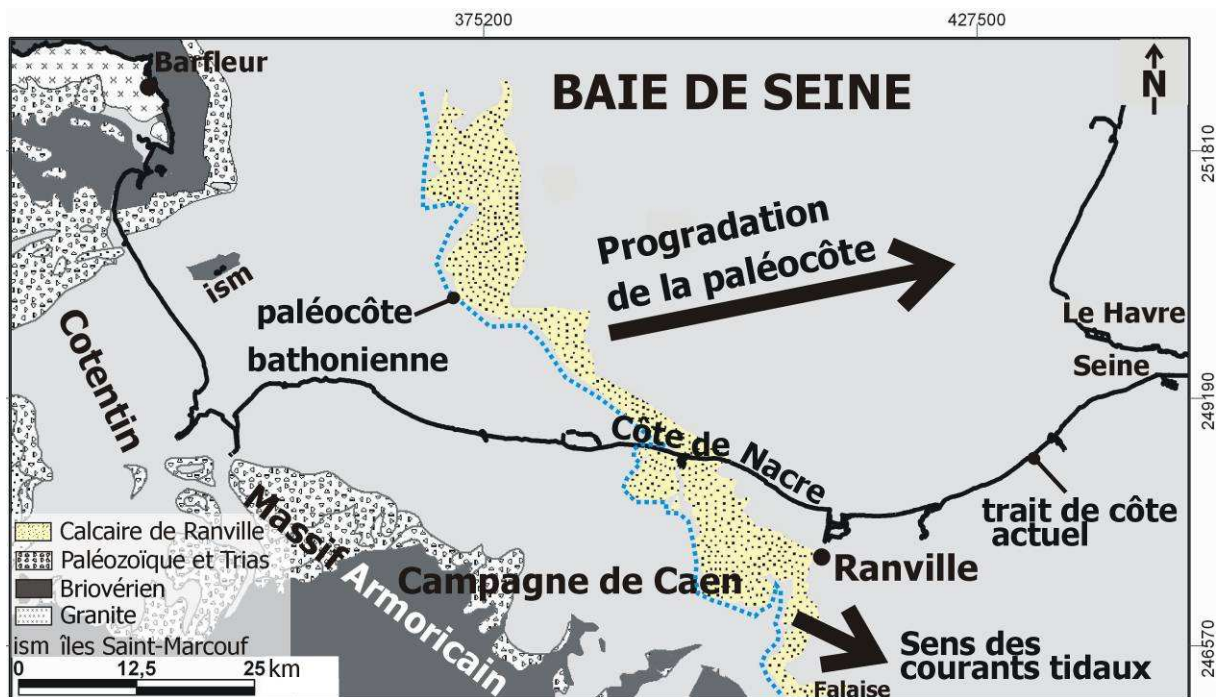 375200
427500
Barfleur
BAIE DE SEINE
N
251810
Progradation
de la paléocôte
ism
paléocôte
bathonienne
Le Havre
Seine
Cotentin
249190
Côte de Nacre
trait de côte
actuel
Massif
Armoricain
Campagne de Caen
Ranville
Sens des
courants tidaux
246570
Falaise
Calcaire de Ranville
Paléozoïque et Trias
Briovérien
Granite
ism îles Saint-Marcouf
0 12,5 25 km